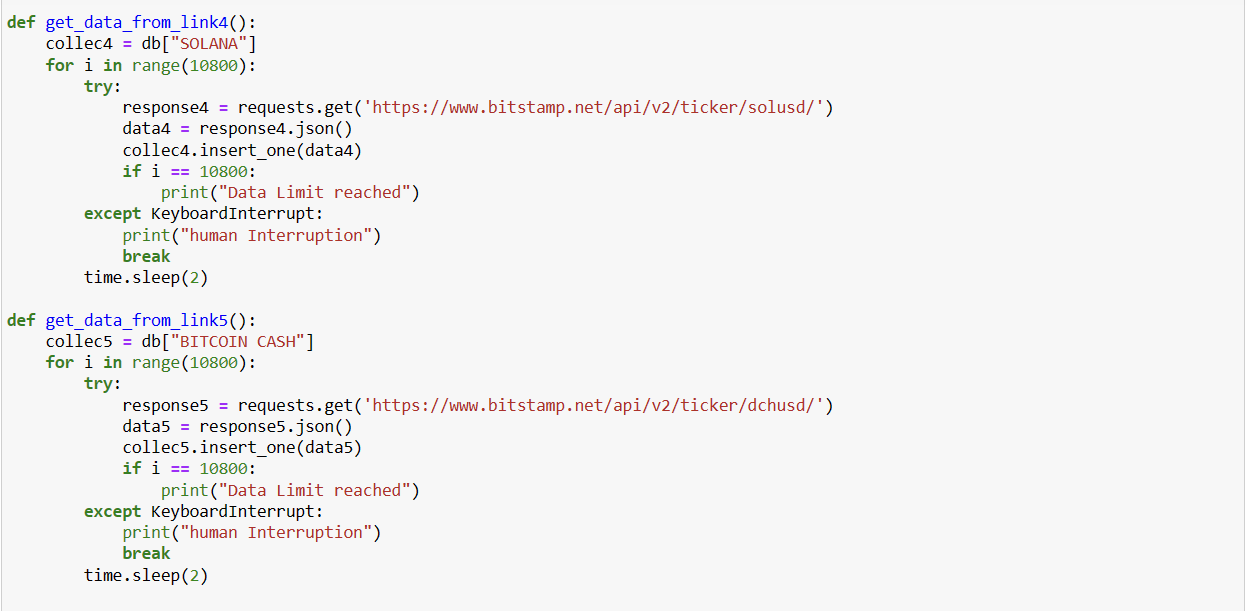 def get_data_from_link4():
    collec4 = db["SOLANA"]
    for i in range(10800):
        try:
            response4 = requests.get('https://www.bitstamp.net/api/v2/ticker/solusd/')
            data4 = response4.json()
            collec4.insert_one(data4)
            if i == 10800:
                print("Data Limit reached")
        except KeyboardInterrupt:
            print("human Interruption")
            break
        time.sleep(2)

def get_data_from_link5():
    collec5 = db["BITCOIN CASH"]
    for i in range(10800):
        try:
            response5 = requests.get('https://www.bitstamp.net/api/v2/ticker/dchusd/')
            data5 = response5.json()
            collec5.insert_one(data5)
            if i == 10800:
                print("Data Limit reached")
        except KeyboardInterrupt:
            print("human Interruption")
            break
        time.sleep(2)